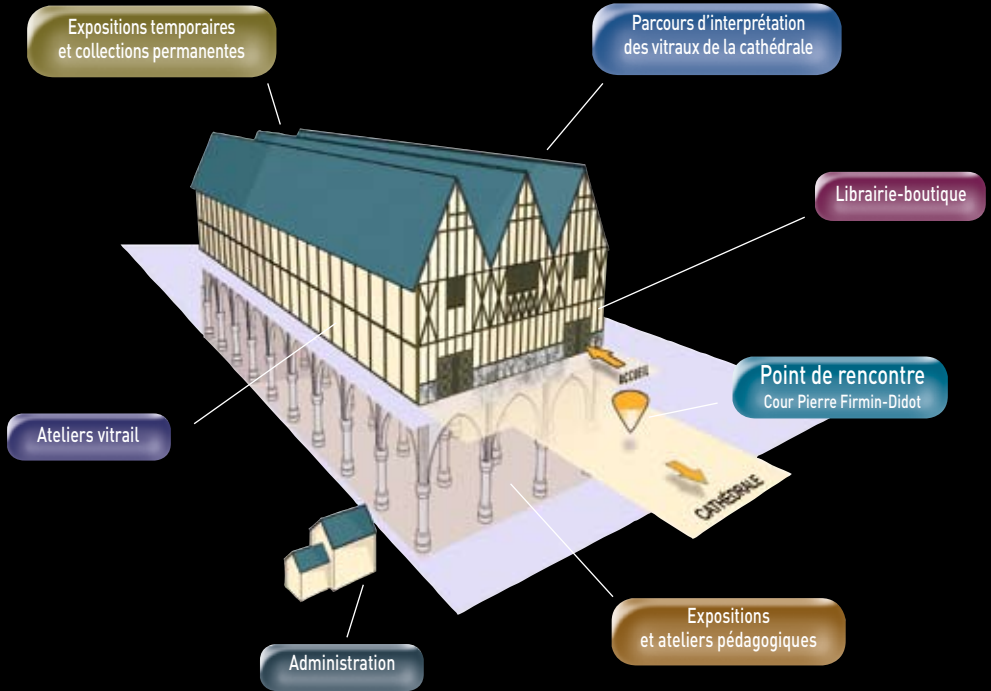 Expositions temporaires
et collections permanentes
Parcours d'interprétation
des vitraux de la cathédrale
Librairie-boutique
ACCUEIL
Point de rencontre
Cour Pierre Firmin-Didot
Ateliers vitrail
CATHÉDRALE
Expositions
et ateliers pédagogiques
Administration